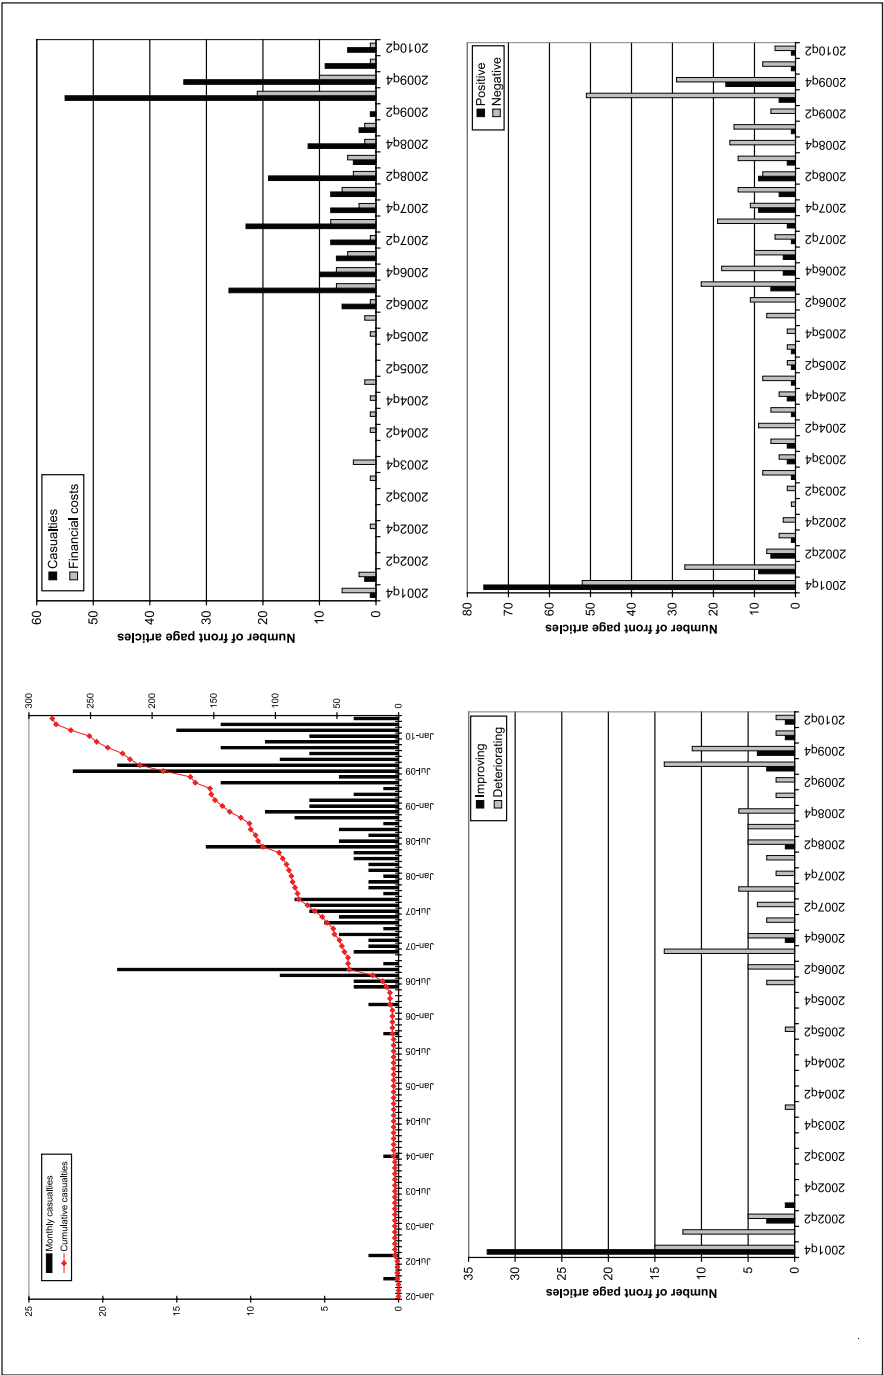 Monthly casualties
Cumulative casualties
25
20
15
10
5
0
300
250
200
150
100
50
0
Jan-02
Jul-02
Jan-03
Jul-03
Jan-04
Jul-04
Jan-05
Jul-05
Jan-06
Jul-06
Jan-07
Jul-07
Jan-08
Jul-08
Jan-09
Jul-09
Jan-10
Casualties
Financial costs
Number of front page articles
60
50
40
30
20
10
0
2001q4
2002q2
2002q4
2003q2
2003q4
2004q2
2004q4
2005q2
2005q4
2006q2
2006q4
2007q2
2007q4
2008q2
2008q4
2009q2
2009q4
2010q2
Improving
Deteriorating
Number of front page articles
35
30
25
20
15
10
5
0
2001q4
2002q2
2002q4
2003q2
2003q4
2004q2
2004q4
2005q2
2005q4
2006q2
2006q4
2007q2
2007q4
2008q2
2008q4
2009q2
2009q4
2010q2
Positive
Negative
Number of front page articles
80
70
60
50
40
30
20
10
0
2001q4
2002q2
2002q4
2003q2
2003q4
2004q2
2004q4
2005q2
2005q4
2006q2
2006q4
2007q2
2007q4
2008q2
2008q4
2009q2
2009q4
2010q2